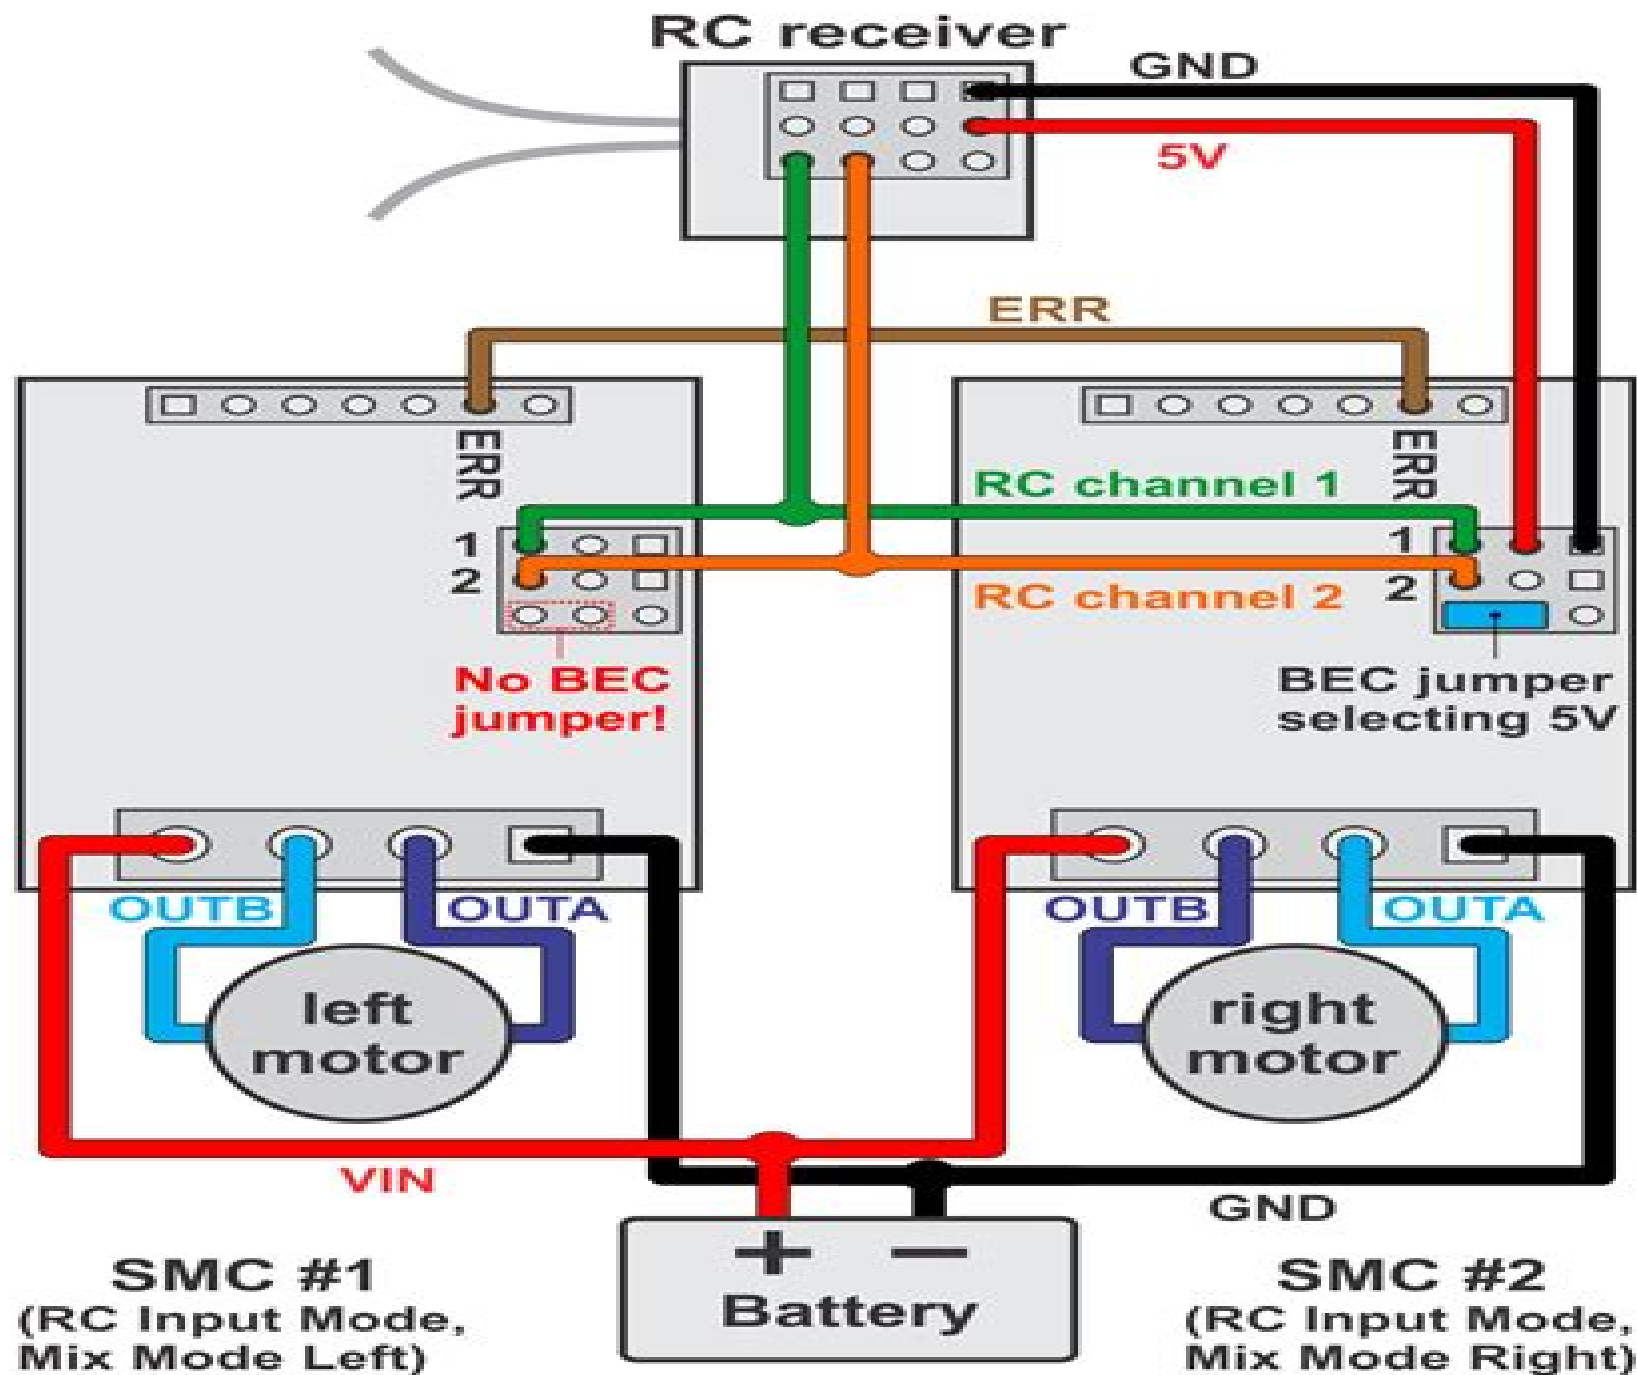 RC receiver
GND
5V
ERR
ERR
ERR
RC channel 1
1
2
1
2
RC channel 2
No BEC
jumper!
BEC jumper
selecting 5V
OUTB
OUTA
OUTB
OUTA
left
motor
right
motor
VIN
GND
+ −
Battery
SMC #1
(RC Input Mode,
Mix Mode Left)
SMC #2
(RC Input Mode,
Mix Mode Right)